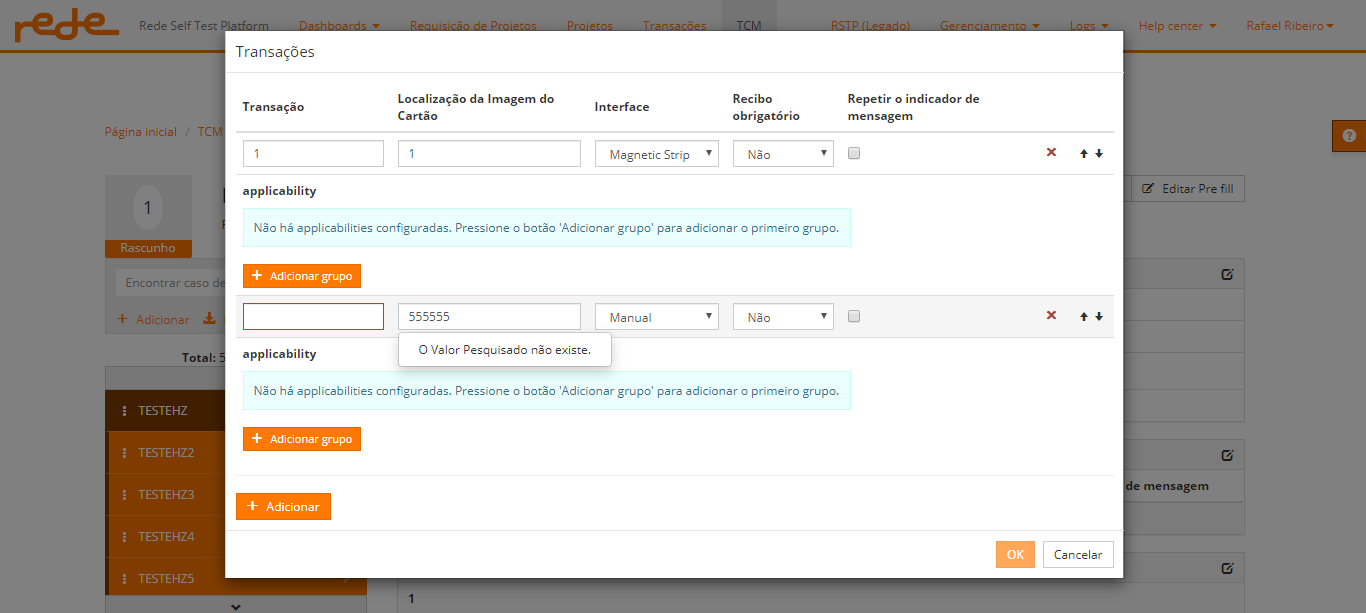 rede Rede Self Test Platform Dashboards Requisição de Projetos Projetos Transações TCM RSTP (Legado) Gerenciamento Logs Help center Rafael Ribeiro
Transações
Transação Localização da Imagem do Cartão Interface Recibo obrigatório Repetir o indicador de mensagem
Página inicial / TCM
1 1 Magnetic Strip Não
1
Rascunho
Editar Pre fill
applicability
Não há applicabilities configuradas. Pressione o botão 'Adicionar grupo' para adicionar o primeiro grupo.
Adicionar grupo
Encontrar caso de
Adicionar
555555 Manual Não
O Valor Pesquisado não existe.
applicability
Total: 5
Não há applicabilities configuradas. Pressione o botão 'Adicionar grupo' para adicionar o primeiro grupo.
Adicionar grupo
TESTEHZ
TESTEHZ2
TESTEHZ3
TESTEHZ4
TESTEHZ5
de mensagem
Adicionar
OK Cancelar
1